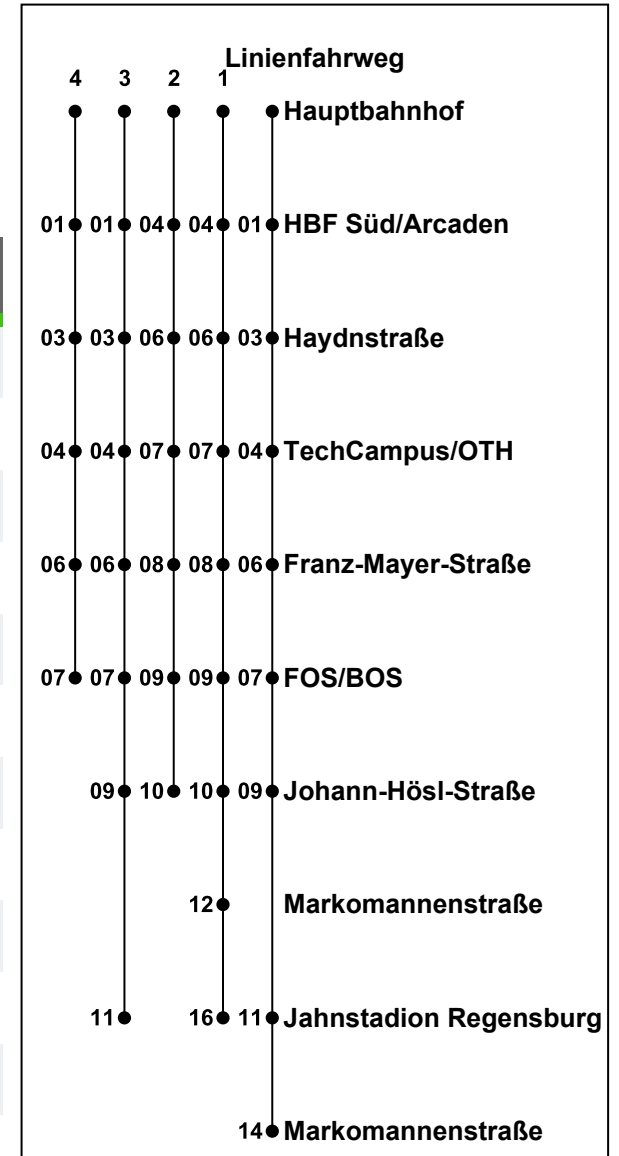 Linienfahrweg
4 3 2 1
Hauptbahnhof
01 01 04 04 01 HBF Süd/Arcaden
03 03 06 06 03 Haydnstraße
04 04 07 07 04 TechCampus/OTH
06 06 08 08 06 Franz-Mayer-Straße
07 07 09 09 07 FOS/BOS
09 10 10 09 Johann-Hösl-Straße
12 Markomannenstraße
11 16 11 Jahnstadion Regensburg
14 Markomannenstraße